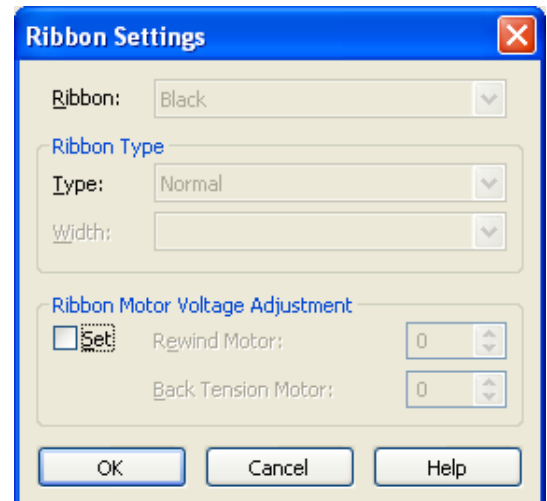 Ribbon Settings
Ribbon: Black
Ribbon Type
Type: Normal
Width:
Ribbon Motor Voltage Adjustment
Set Rewind Motor: 0
Back Tension Motor: 0
OK Cancel Help